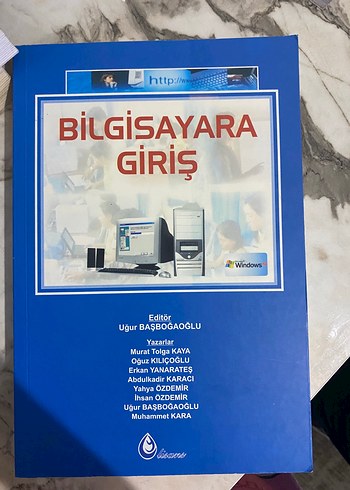 http://w
BİLGİSAYARA
GİRİŞ
Windows
Editör
Uğur BAŞBOĞAOĞLU
Yazarlar
Murat Tolga KAYA
Oğuz KILIÇOĞLU
Erkan YANARATEŞ
Abdulkadir KARACI
Yahya ÖZDEMİR
İhsan ÖZDEMİR
Uğur BAŞBOĞAOĞLU
Muhammet KARA